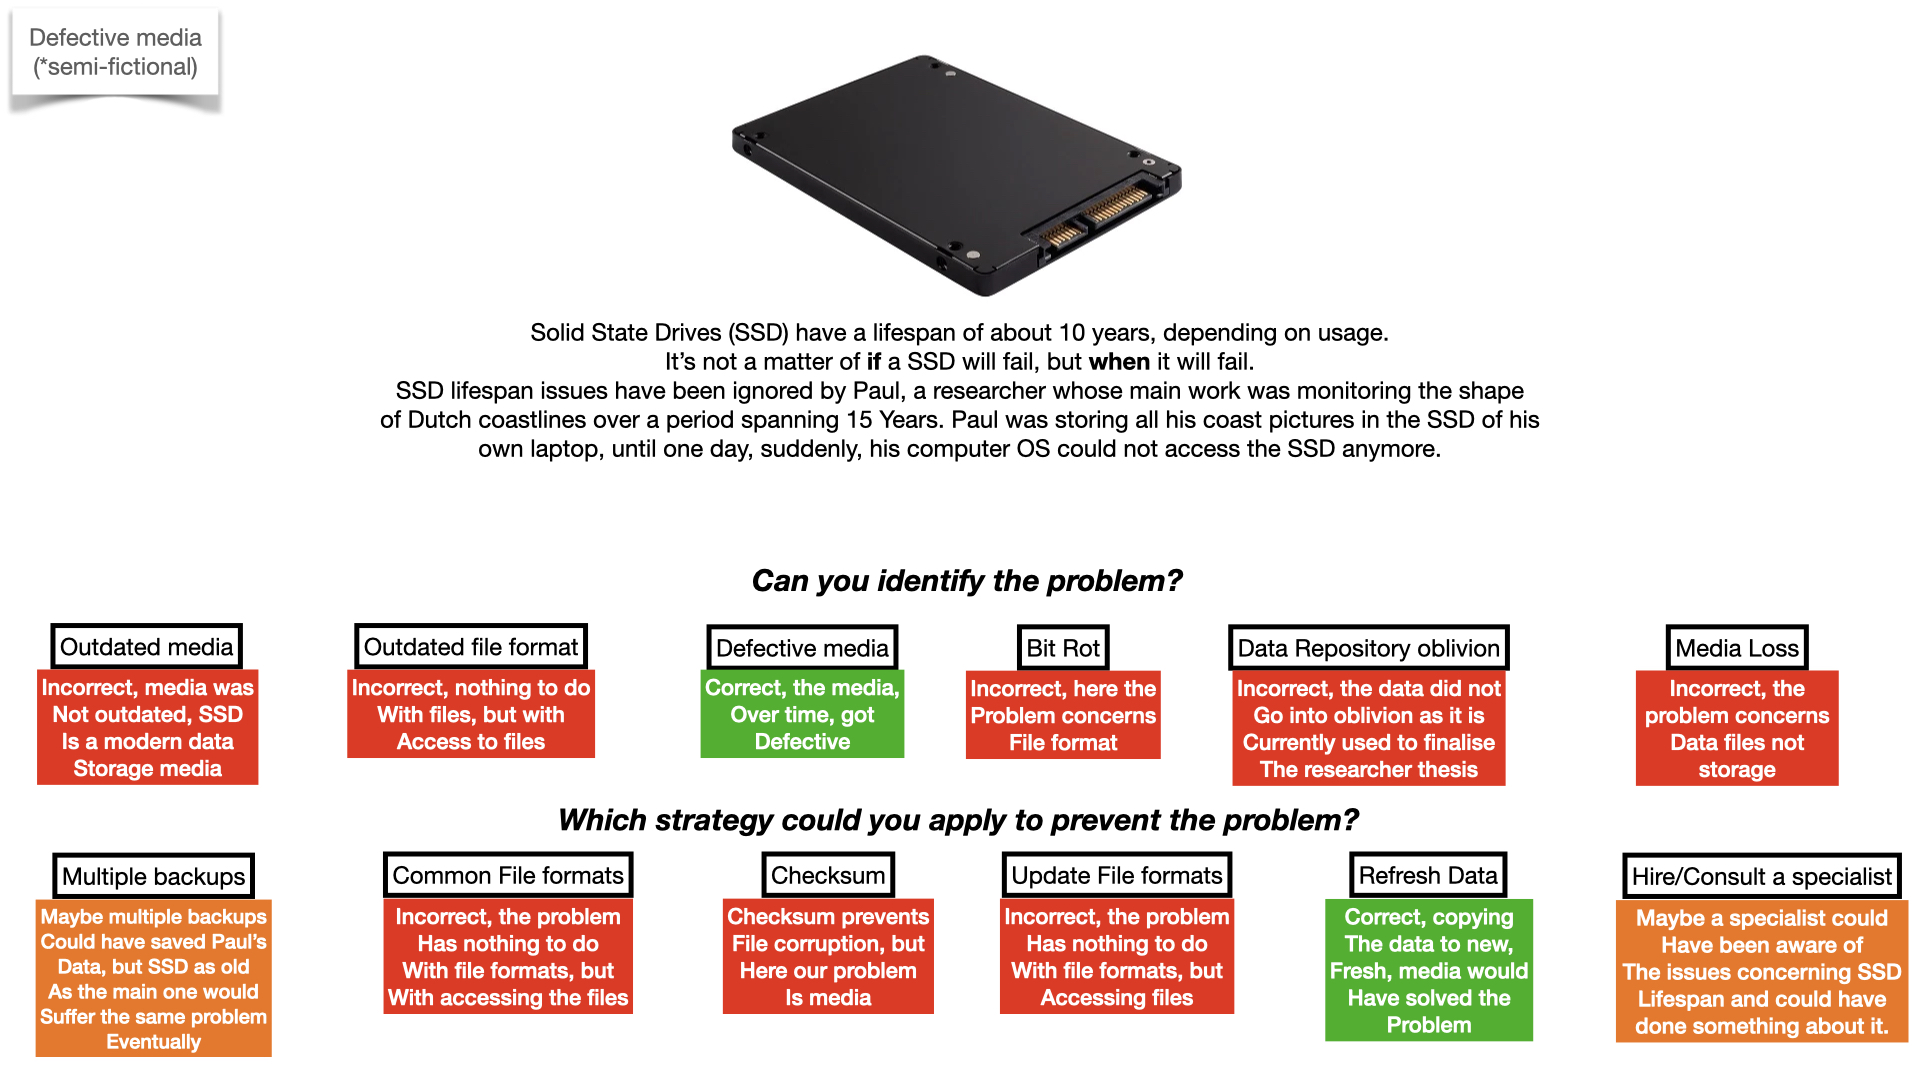 Defective media
(*semi-fictional)
Solid State Drives (SSD) have a lifespan of about 10 years, depending on usage.
It's not a matter of if a SSD will fail, but when it will fail.
SSD lifespan issues have been ignored by Paul, a researcher whose main work was monitoring the shape
of Dutch coastlines over a period spanning 15 Years. Paul was storing all his coast pictures in the SSD of his
own laptop, until one day, suddenly, his computer OS could not access the SSD anymore.
Can you identify the problem?
Outdated media
Incorrect, media was
Not outdated, SSD
Is a modern data
Storage media
Outdated file format
Incorrect, nothing to do
With files, but with
Access to files
Defective media
Correct, the media,
Over time, got
Defective
Bit Rot
Incorrect, here the
Problem concerns
File format
Data Repository oblivion
Incorrect, the data did not
Go into oblivion as it is
Currently used to finalise
The researcher thesis
Media Loss
Incorrect, the
problem concerns
Data files not
storage
Which strategy could you apply to prevent the problem?
Multiple backups
Maybe multiple backups
Could have saved Paul's
Data, but SSD as old
As the main one would
Suffer the same problem
Eventually
Common File formats
Incorrect, the problem
Has nothing to do
With file formats, but
With accessing the files
Checksum
Checksum prevents
File corruption, but
Here our problem
Is media
Update File formats
Incorrect, the problem
Has nothing to do
With file formats, but
Accessing files
Refresh Data
Correct, copying
The data to new,
Fresh, media would
Have solved the
Problem
Hire/Consult a specialist
Maybe a specialist could
Have been aware of
The issues concerning SSD
Lifespan and could have
done something about it.